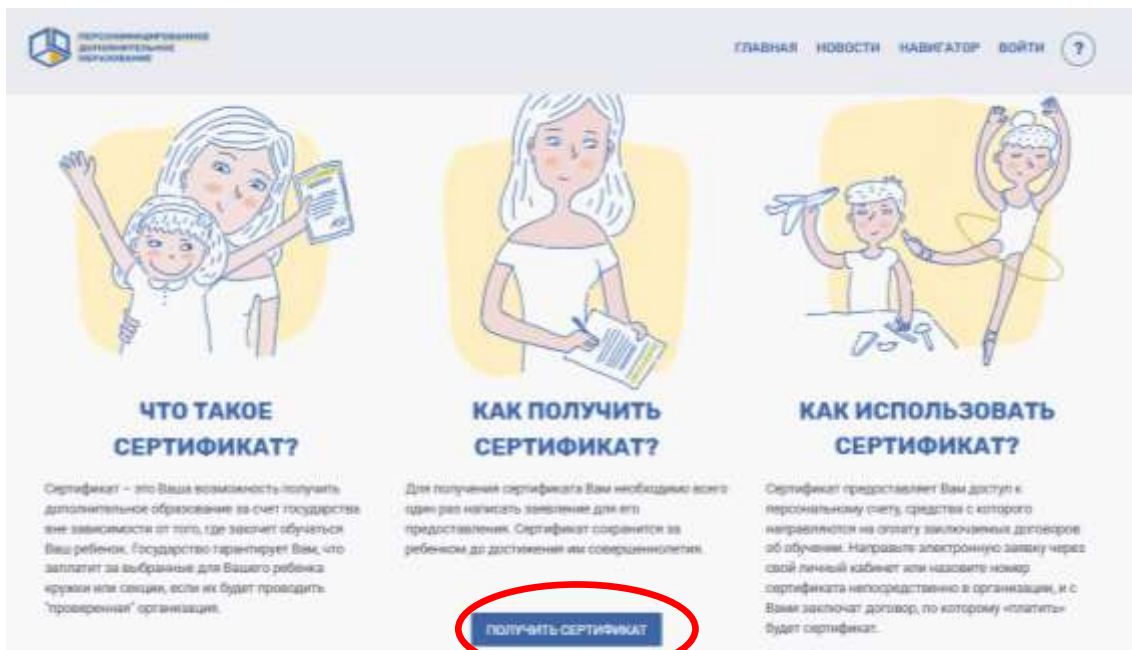 ПЕРСОНИФИЦИРОВАННОЕ
ДОПОЛНИТЕЛЬНОЕ
ОБРАЗОВАНИЕ
ГЛАВНАЯ НОВОСТИ НАВИГАТОР ВОЙТИ ?
ЧТО ТАКОЕ
СЕРТИФИКАТ?
Сертификат – это Ваша возможность получить
дополнительное образование за счет государства
вне зависимости от того, где захочет обучаться
Ваш ребенок. Государство гарантирует Вам, что
заплатит за выбранные для Вашего ребенка
кружки или секции, если их будет проводить
"проверенная" организация.
КАК ПОЛУЧИТЬ
СЕРТИФИКАТ?
Для получения сертификата Вам необходимо всего
один раз написать заявление для его
предоставления. Сертификат сохранится за
ребенком до достижения им совершеннолетия.
ПОЛУЧИТЬ СЕРТИФИКАТ
КАК ИСПОЛЬЗОВАТЬ
СЕРТИФИКАТ?
Сертификат предоставляет Вам доступ к
персональному счету, средства с которого
направляются на оплату заключаемых договоров
об обучении. Направьте электронную заявку через
свой личный кабинет или назовите номер
сертификата непосредственно в организации, и с
Вами заключат договор, по которому «платить»
будет сертификат.